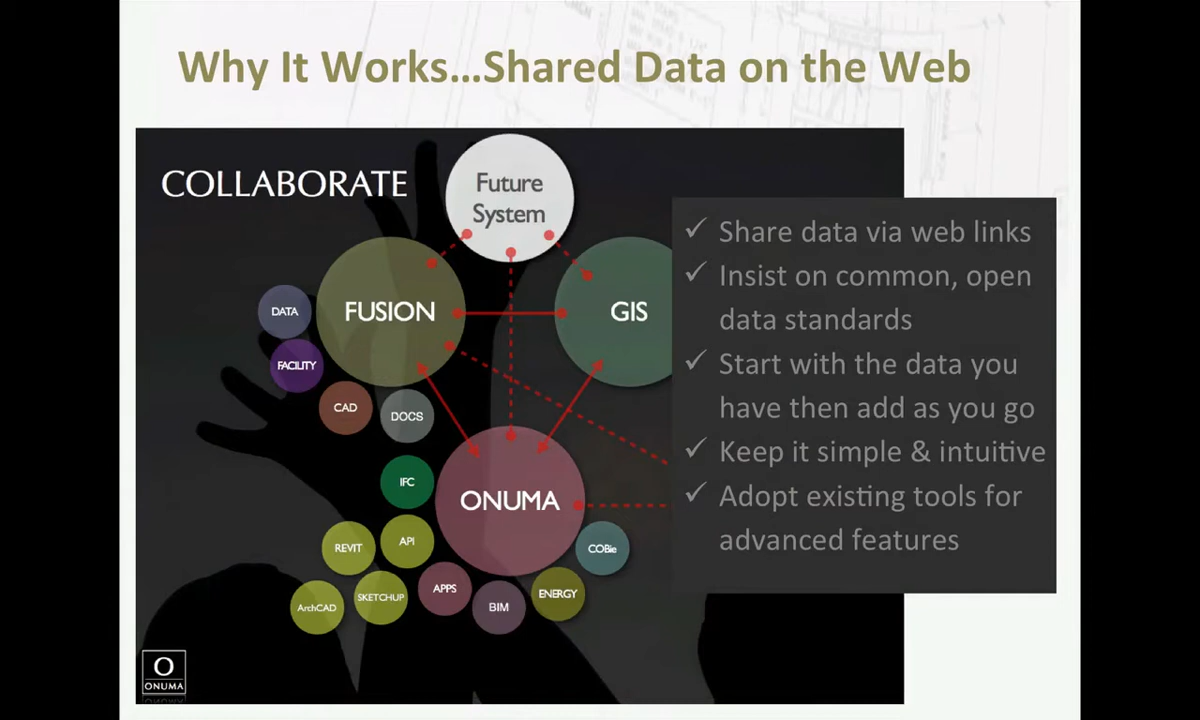 Why It Works...Shared Data on the Web
COLLABORATE
Future
System
FUSION
GIS
DATA
FACILITY
CAD
DOCS
IFC
ONUMA
REVIT
API
COBie
ArchCAD
SKETCHUP
APPS
BIM
ENERGY
✓ Share data via web links
✓ Insist on common, open
data standards
✓ Start with the data you
have then add as you go
✓ Keep it simple & intuitive
✓ Adopt existing tools for
advanced features
O
ONUMA